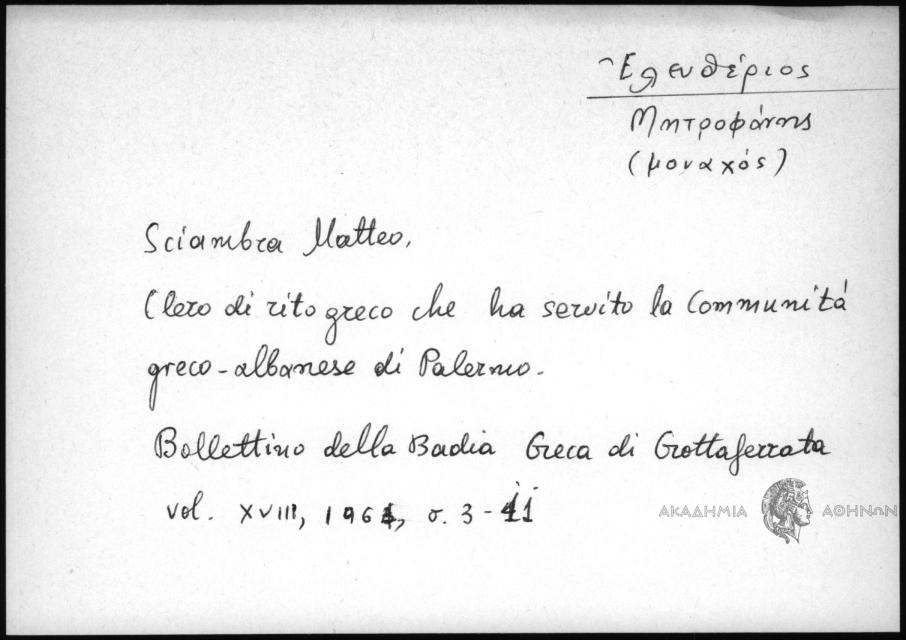 Ἐλευθέριος
Μητροφάνης
(μοναχός)
Sciambra Matteo,
Clero di rito greco che ha servito la Communitá
greco-albanese di Palermo.
Bollettino della Badia Greca di Grottaferrata
vol. XVIII, 1964, σ. 3-11
ΑΚΑΔΗΜΙΑ ΑΘΗΝΩΝ